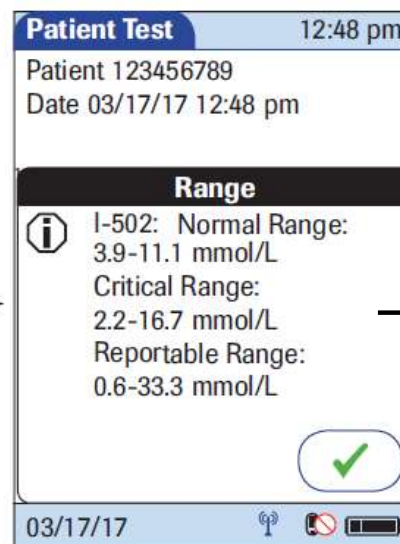 Patient Test 12:48 pm
Patient 123456789
Date 03/17/17 12:48 pm
Range
I-502: Normal Range:
3.9-11.1 mmol/L
Critical Range:
2.2-16.7 mmol/L
Reportable Range:
0.6-33.3 mmol/L
03/17/17